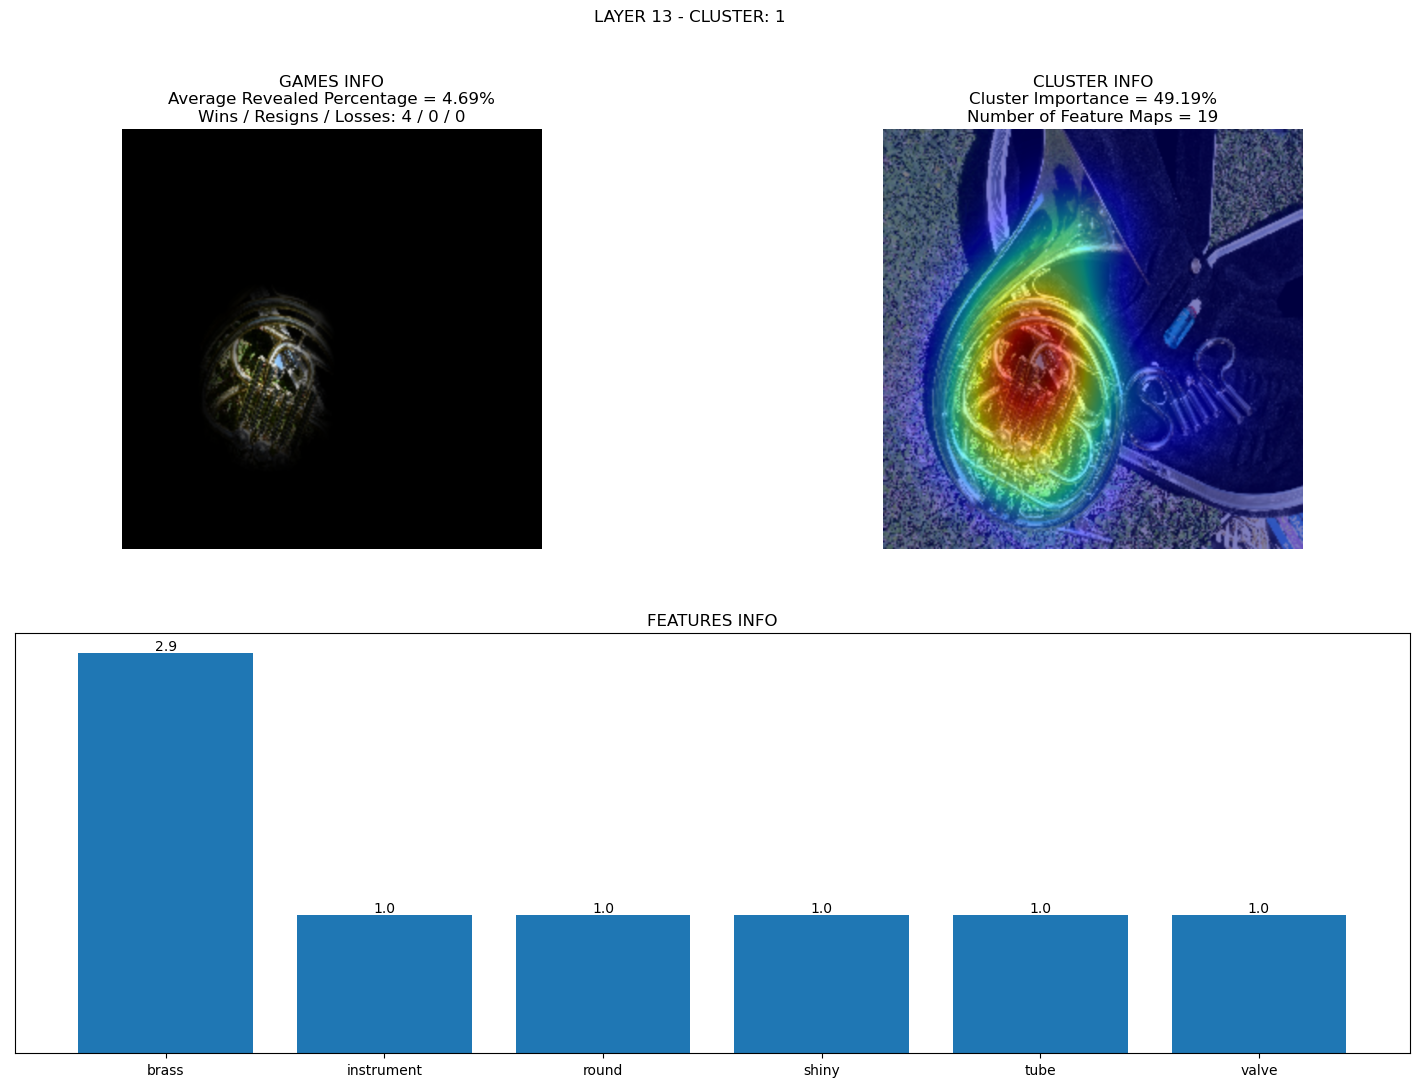 LAYER 13 - CLUSTER: 1
GAMES INFO
Average Revealed Percentage = 4.69%
Wins / Resigns / Losses: 4 / 0 / 0
CLUSTER INFO
Cluster Importance = 49.19%
Number of Feature Maps = 19
FEATURES INFO
2.9
1.0
1.0
1.0
1.0
1.0
brass
instrument
round
shiny
tube
valve